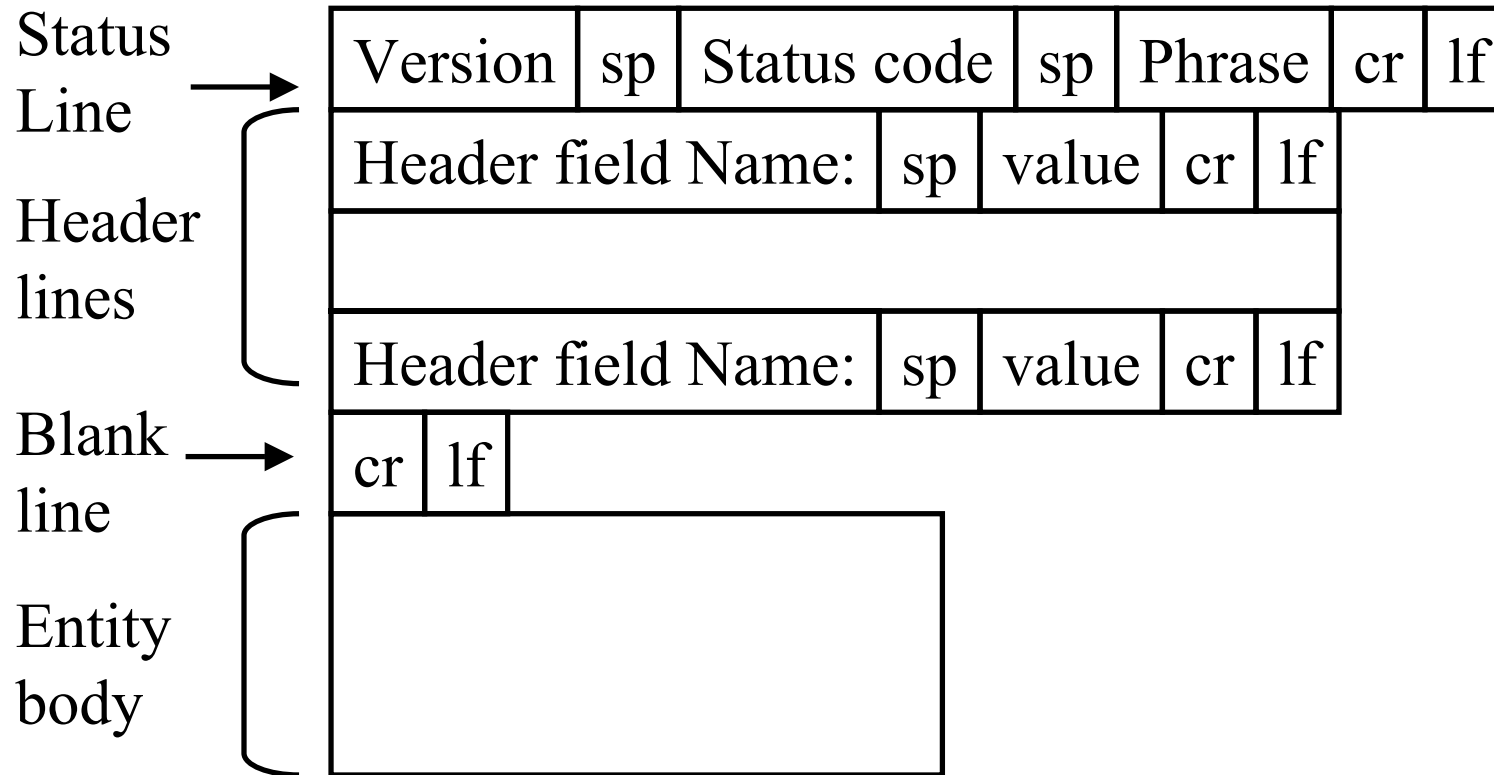 Status
Line
Version sp Status code sp Phrase cr lf
Header field Name: sp value cr lf
Header
lines
Header field Name: sp value cr lf
Blank
line
cr lf
Entity
body